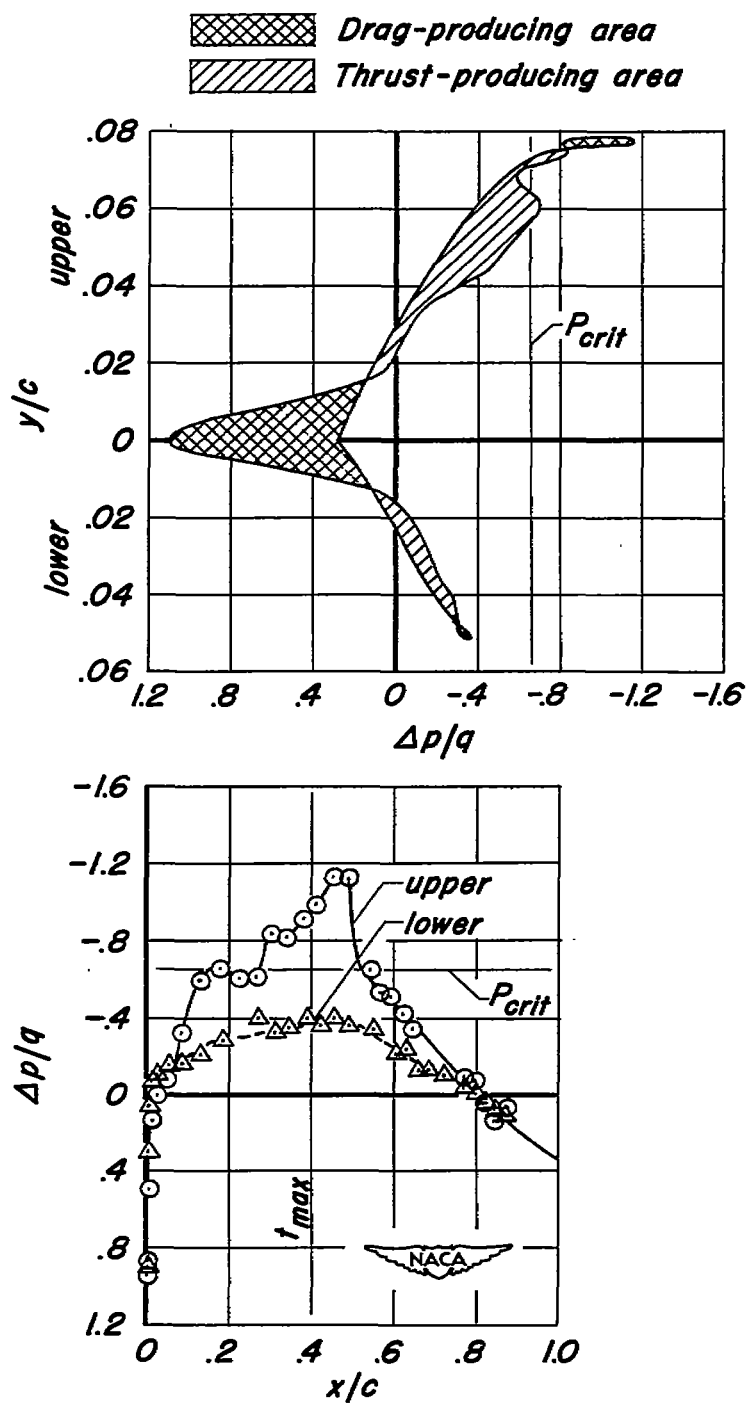 Drag-producing area
Thrust-producing area
.08
.06
.04
.02
0
.02
.04
.06
upper
y/c
lower
P_crit
1.2 .8 .4 0 -.4 -.8 -1.2 -1.6
Δp/q
-1.6
-1.2
-.8
-.4
0
.4
.8
1.2
Δp/q
upper
lower
P_crit
t_max
NACA
0 .2 .4 .6 .8 1.0
x/c